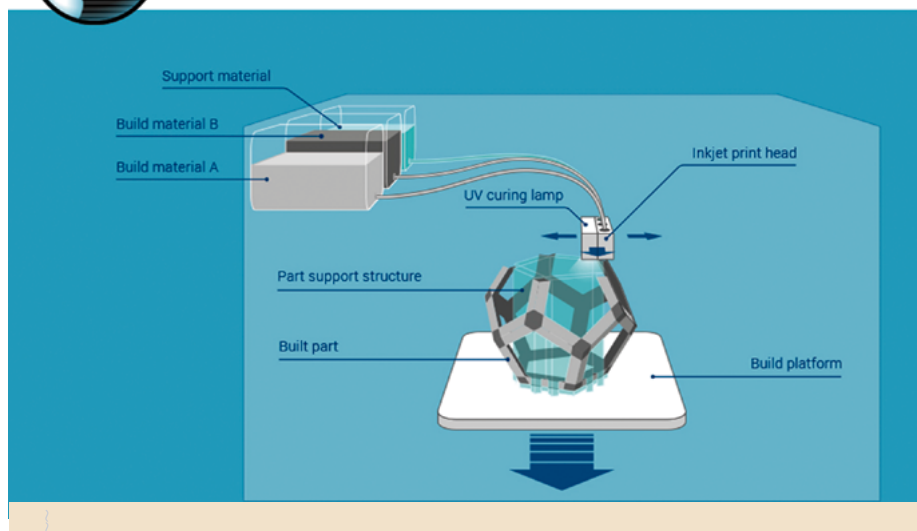 Support material
Build material B
Build material A
Inkjet print head
UV curing lamp
Part support structure
Built part
Build platform